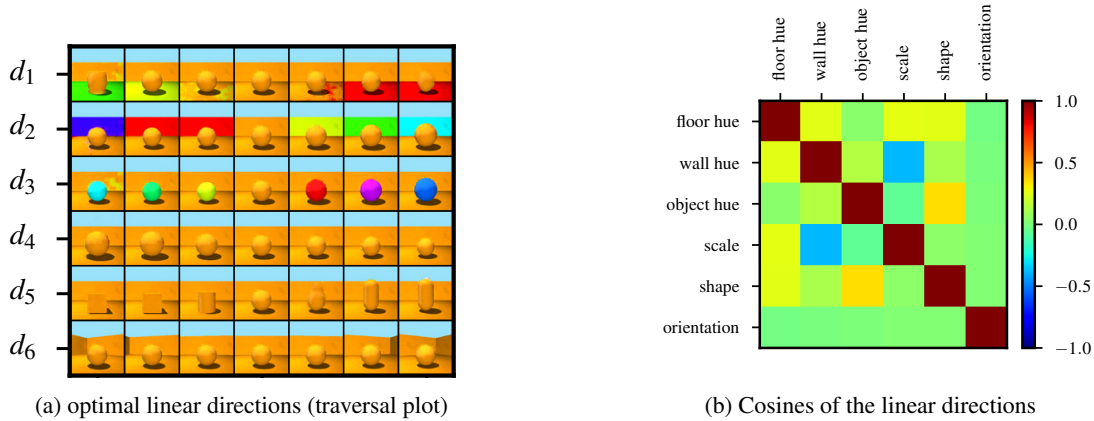 d1
d2
d3
d4
d5
d6
(a) optimal linear directions (traversal plot)
floor hue
wall hue
object hue
scale
shape
orientation
floor hue
wall hue
object hue
scale
shape
orientation
1.0
0.5
0.0
−0.5
−1.0
(b) Cosines of the linear directions